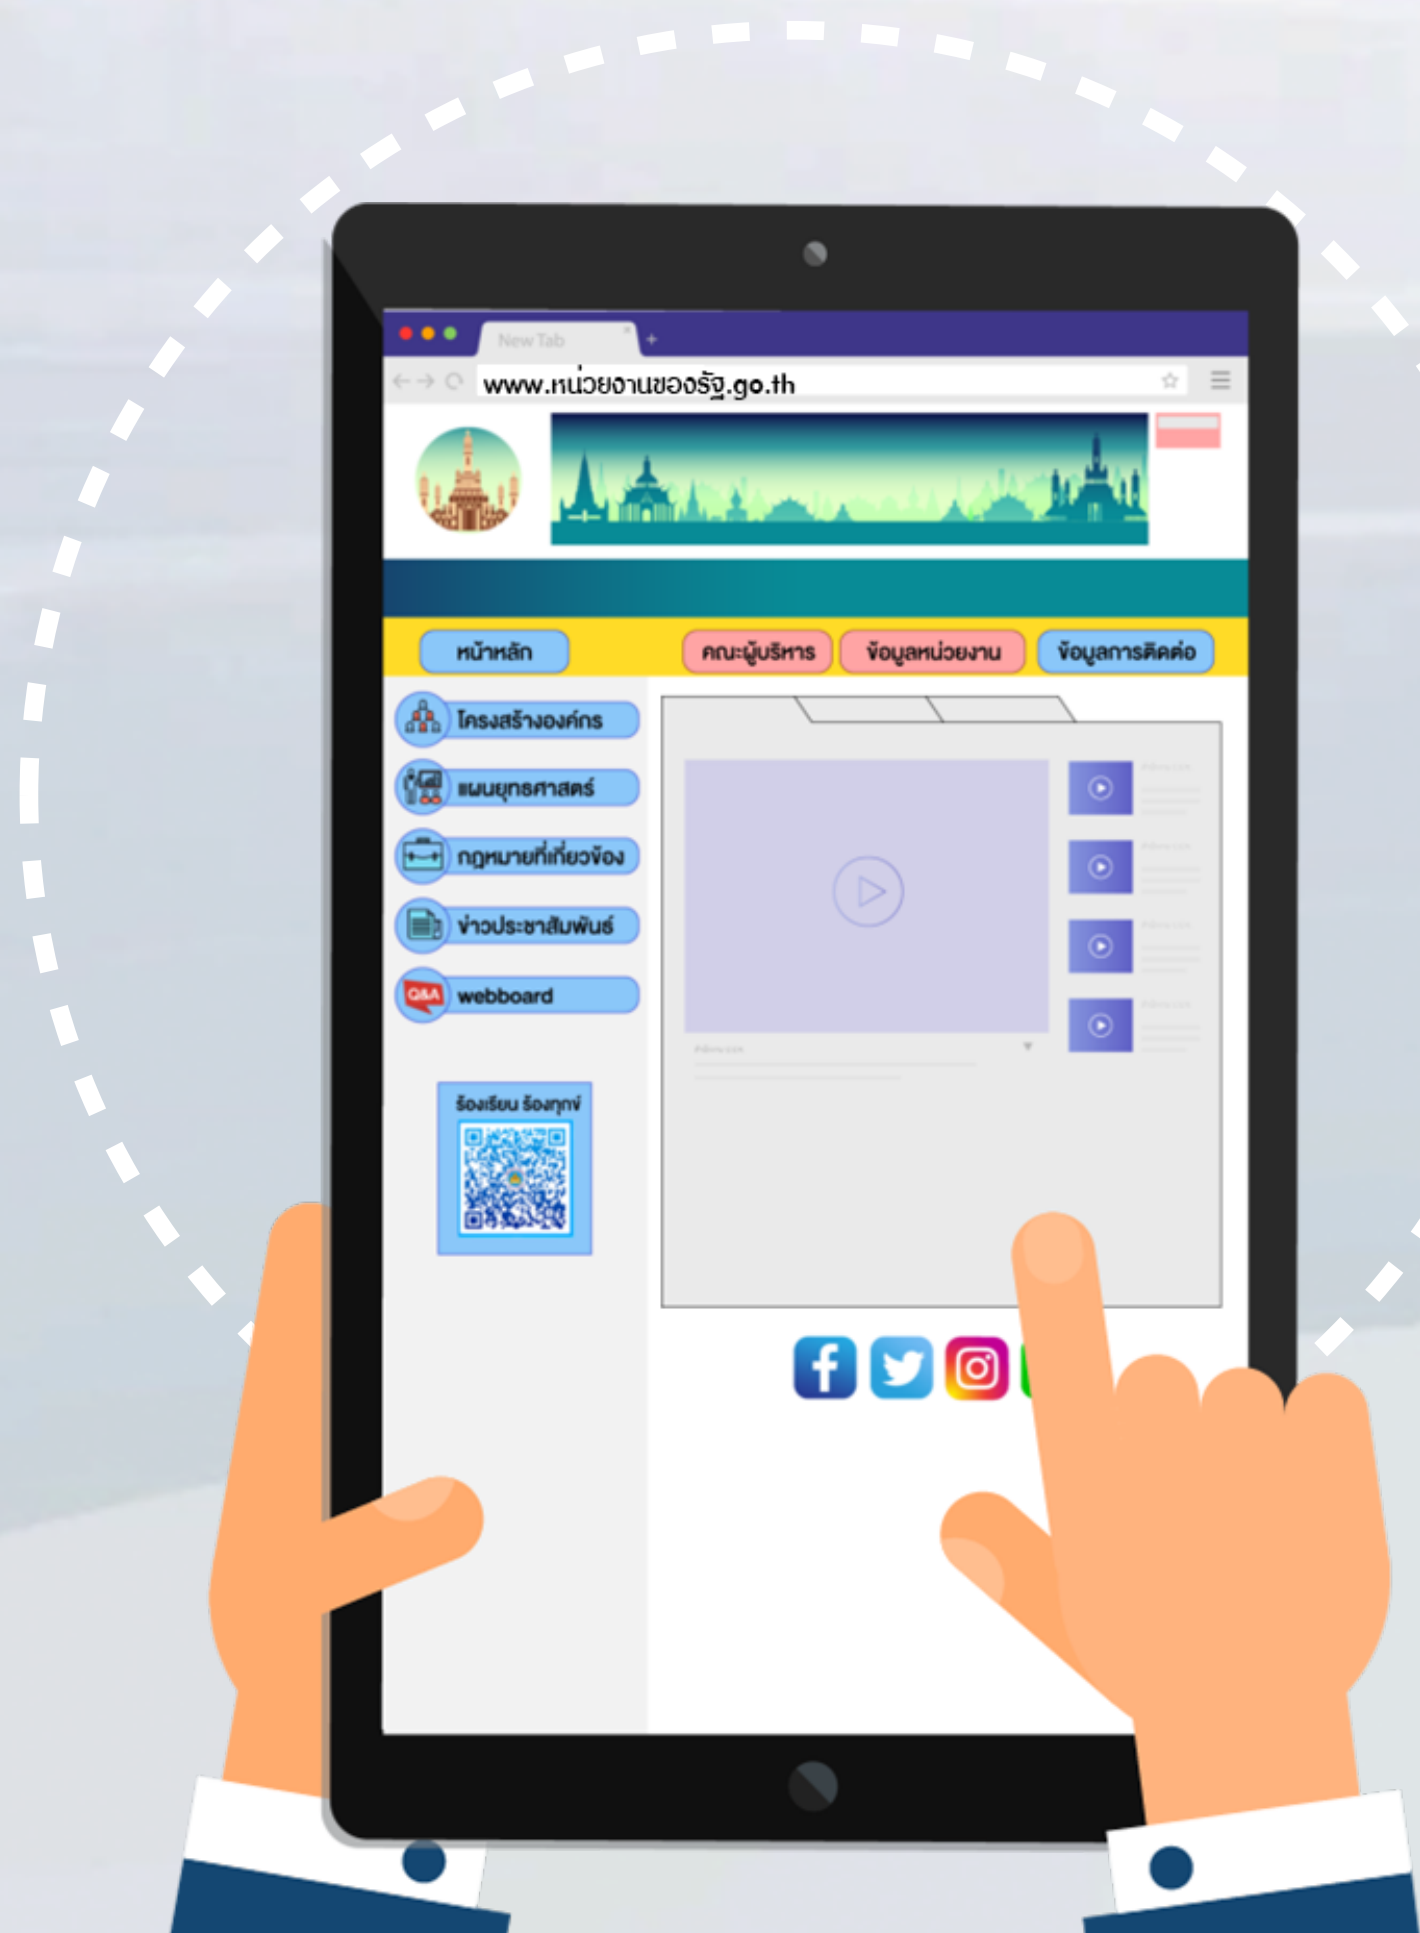 New Tab
www.หน่วยงานของรัฐ.go.th
หน้าหลัก
คณะผู้บริหาร
ข้อมูลหน่วยงาน
ข้อมูลการติดต่อ
โครงสร้างองค์กร
แผนยุทธศาสตร์
กฎหมายที่เกี่ยวข้อง
ข่าวประชาสัมพันธ์
Q&A
webboard
ร้องเรียน ร้องทุกข์